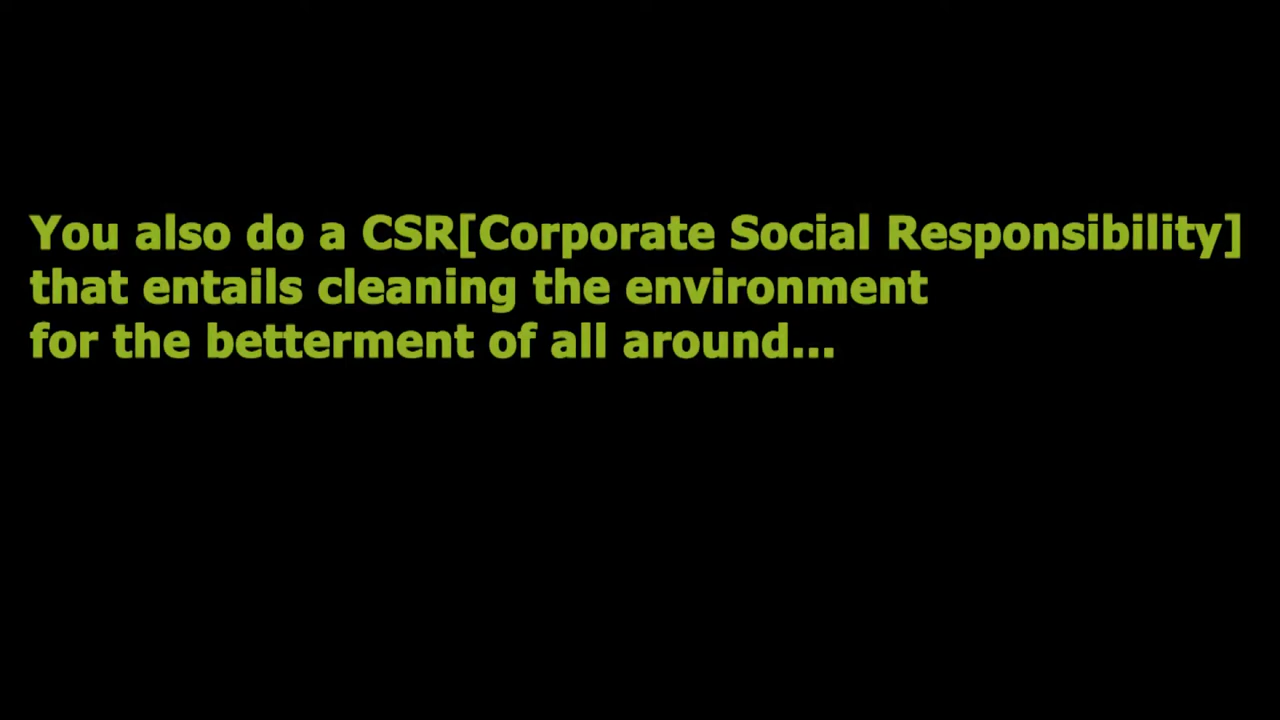 You also do a CSR[Corporate Social Responsibility]
that entails cleaning the environment
for the betterment of all around...